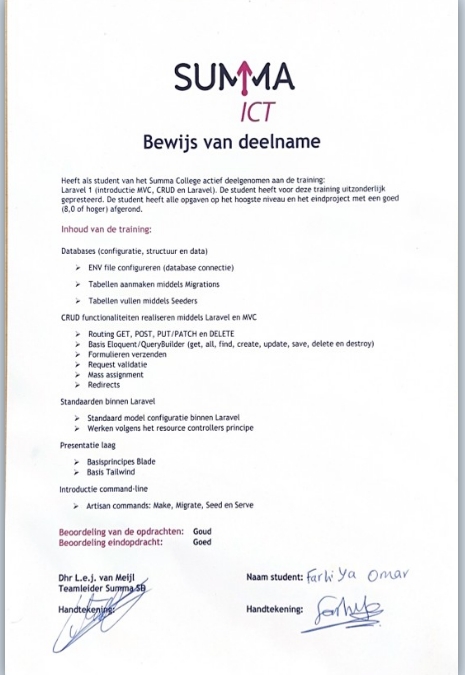 SUMMA
ICT
Bewijs van deelname
Heeft als student van het Summa College actief deelgenomen aan de training:
Laravel 1 (introductie MVC, CRUD en Laravel). De student heeft voor deze training uitzonderlijk
gepresteerd. De student heeft alle opgaven op het hoogste niveau en het eindproject met een goed
(8,0 of hoger) afgerond.
Inhoud van de training:
Databases (configuratie, structuur en data)
➢ ENV file configureren (database connectie)
➢ Tabellen aanmaken middels Migrations
➢ Tabellen vullen middels Seeders
CRUD functionaliteiten realiseren middels Laravel en MVC
➢ Routing GET, POST, PUT/PATCH en DELETE
➢ Basis Eloquent/QueryBuilder (get, all, find, create, update, save, delete en destroy)
➢ Formulieren verzenden
➢ Request validatie
➢ Mass assignment
➢ Redirects
Standaarden binnen Laravel
➢ Standaard model configuratie binnen Laravel
➢ Werken volgens het resource controllers principe
Presentatie laag
➢ Basisprincipes Blade
➢ Basis Tailwind
Introductie command-line
➢ Artisan commands: Make, Migrate, Seed en Serve
Beoordeling van de opdrachten: Goud
Beoordeling eindopdracht: Goed
Dhr L.e.j. van Meijl
Teamleider Summa SD
Handtekening:
Naam student: Farhiya Omar
Handtekening: